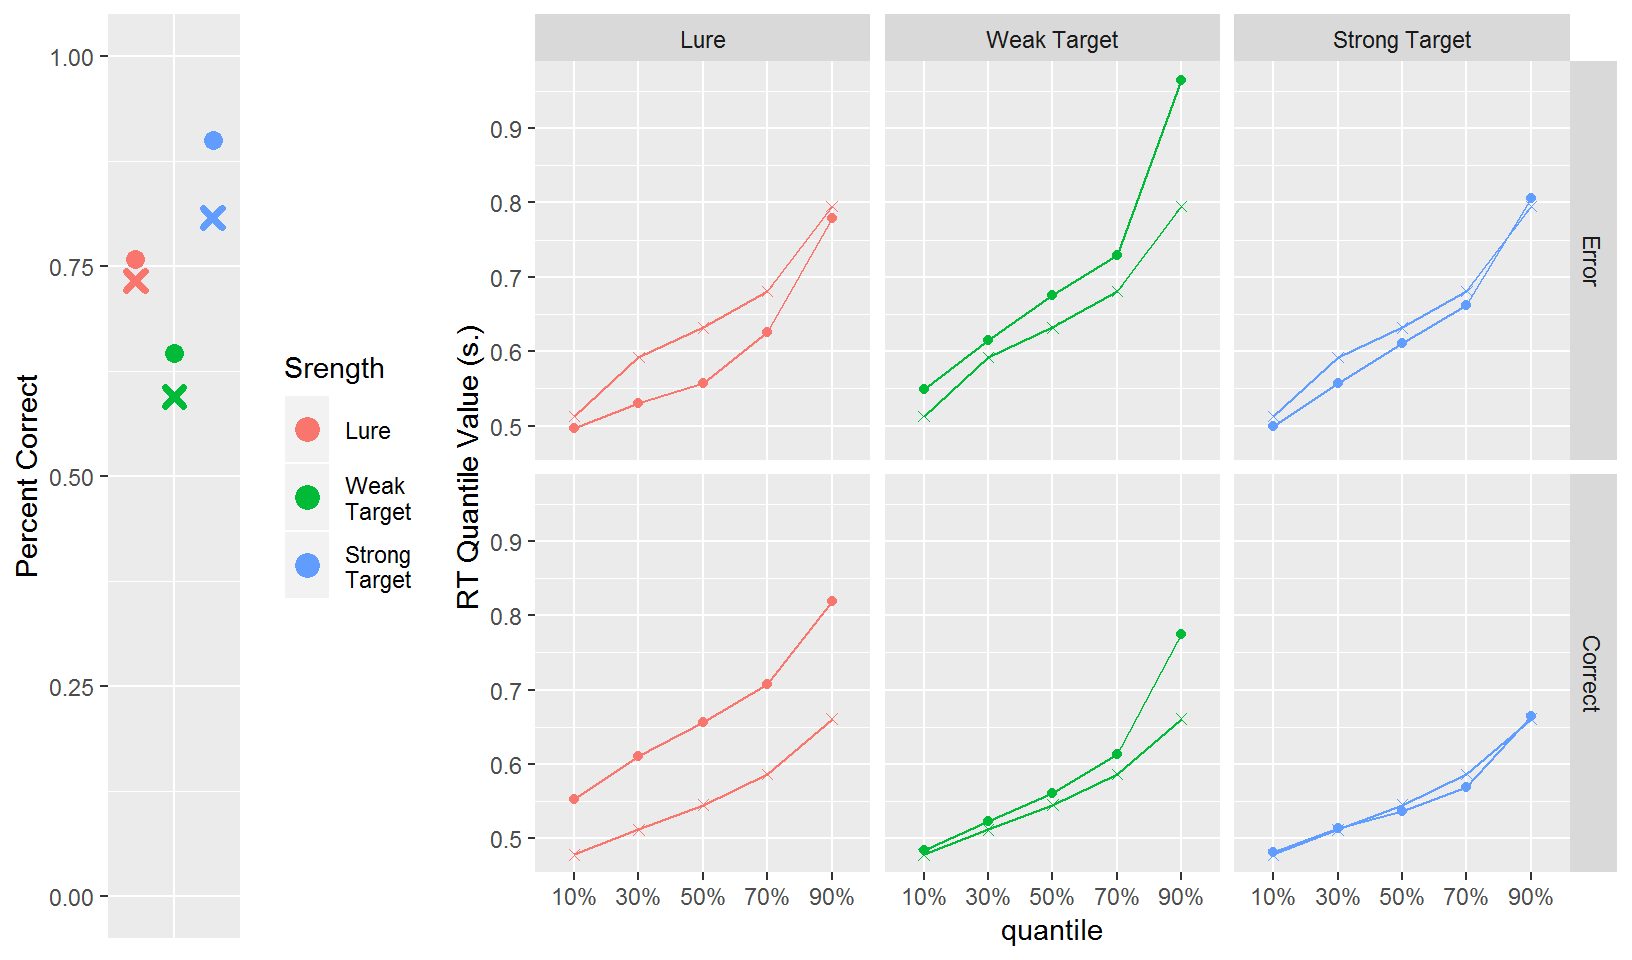 Percent Correct
1.00
0.75
0.50
0.25
0.00
Srength
Lure
Weak
Target
Strong
Target
RT Quantile Value (s.)
Lure
Weak Target
Strong Target
0.9
0.8
0.7
0.6
0.5
Error
0.9
0.8
0.7
0.6
0.5
Correct
10% 30% 50% 70% 90%
10% 30% 50% 70% 90%
10% 30% 50% 70% 90%
quantile